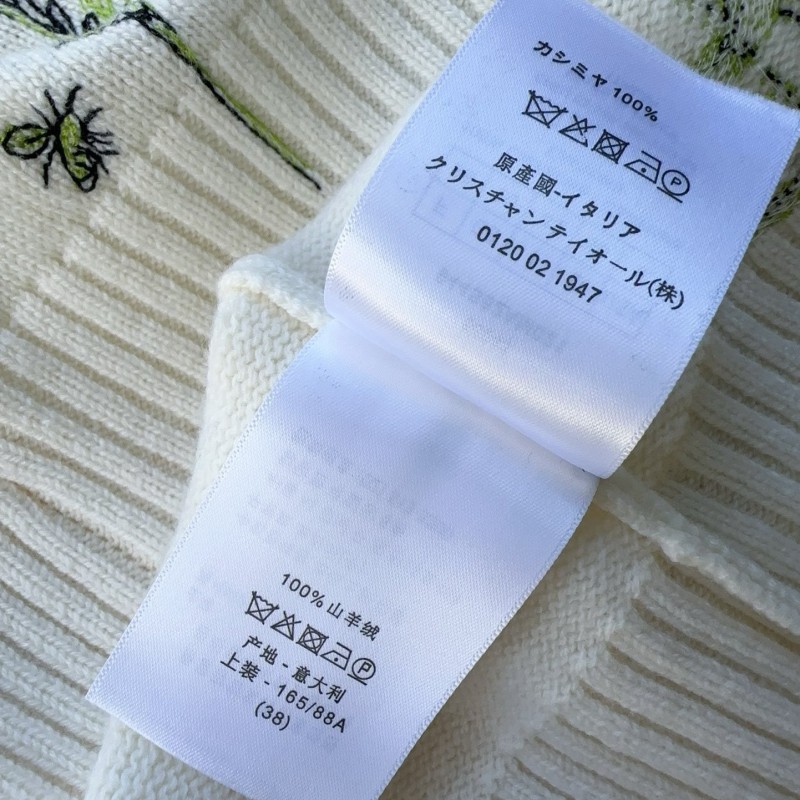 カシミヤ 100%
原産國-イタリア
クリスチャン テイオール(株)
0120 02 1947
100% 山羊绒
产地 - 意大利
上装 - 165/88A
(38)